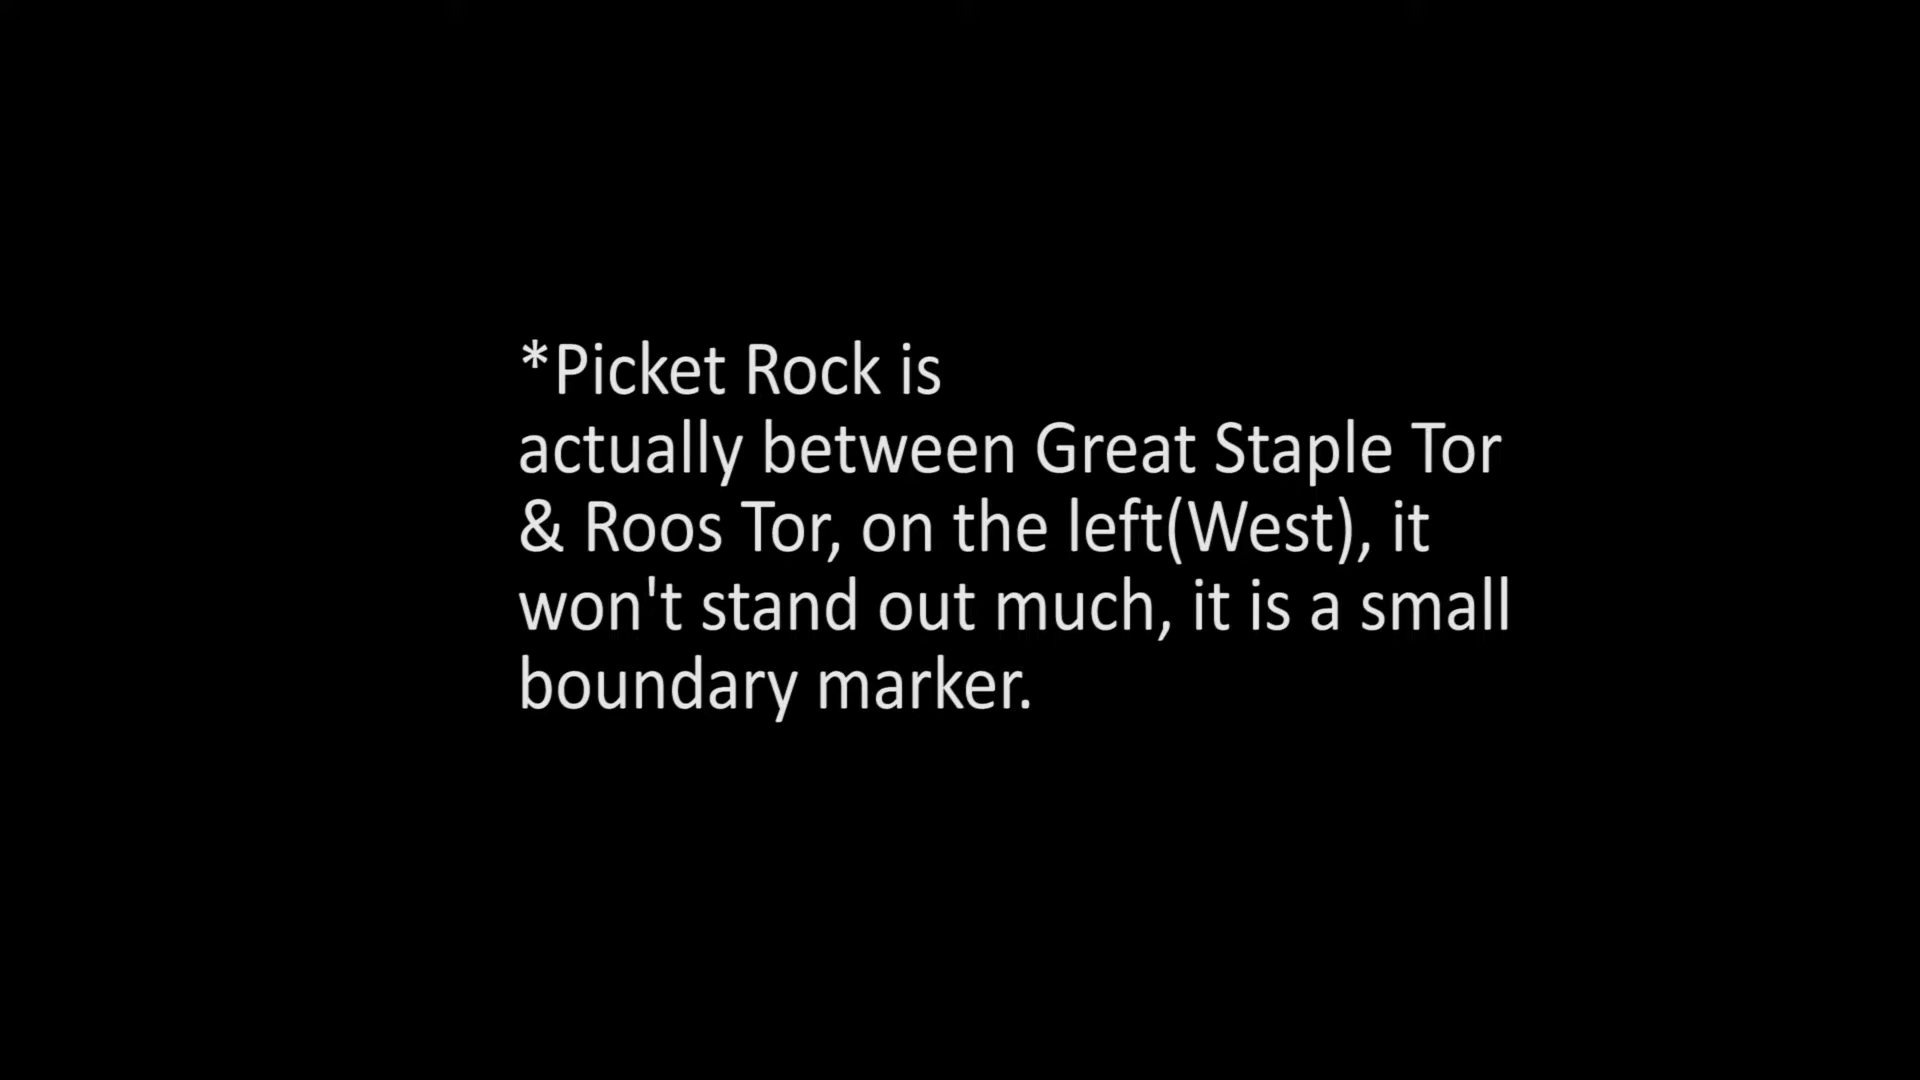 *Picket Rock is
actually between Great Staple Tor
& Roos Tor, on the left(West), it
won't stand out much, it is a small
boundary marker.